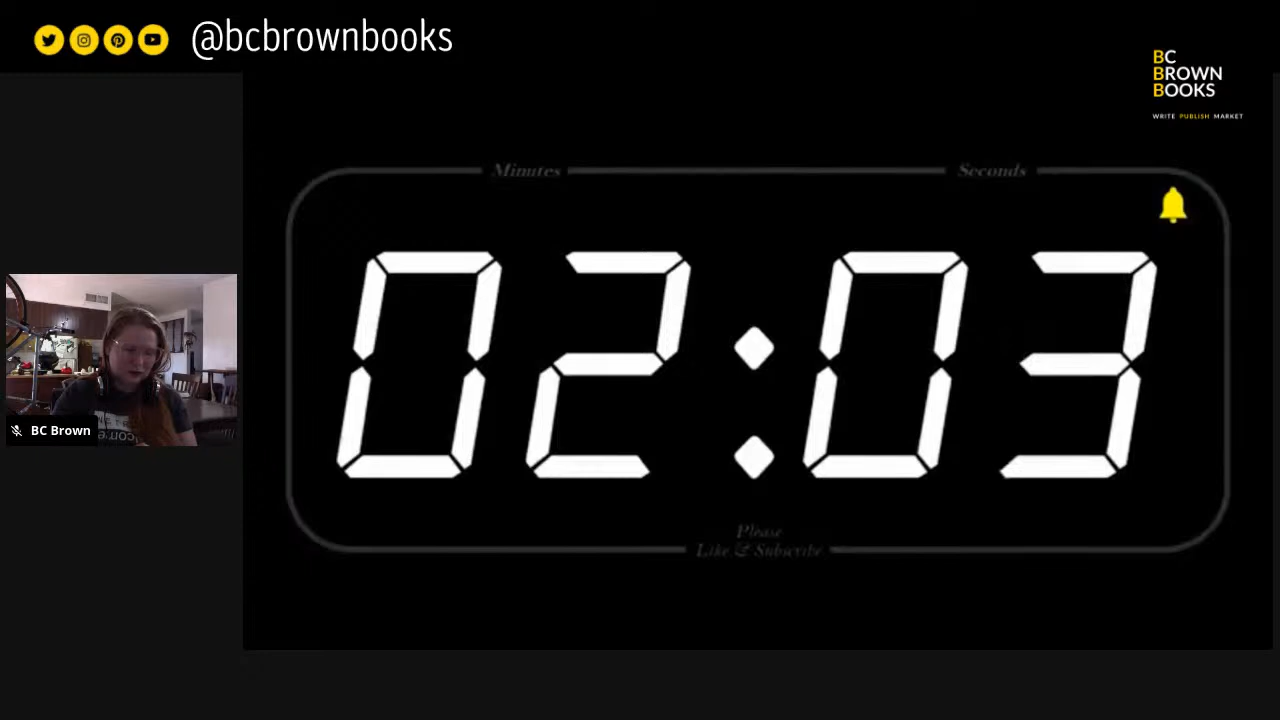 @bcbrownbooks
BC
BROWN
BOOKS
WRITE PUBLISH MARKET
Minutes
Seconds
02:03
BC Brown
Please
Like & Subscribe